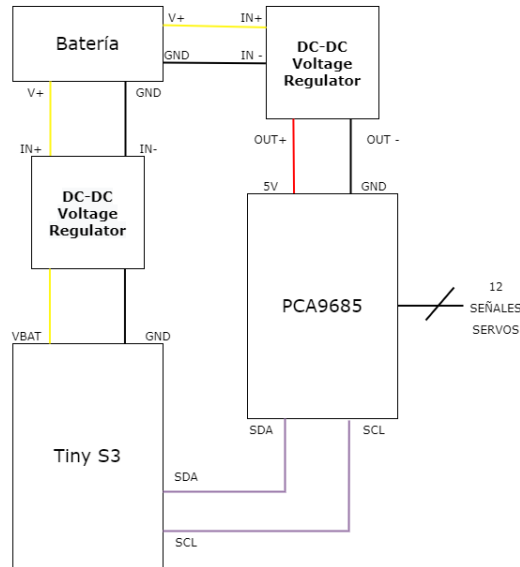 Batería
V+
IN+
GND
IN -
DC-DC
Voltage
Regulator
V+
GND
IN+
IN-
DC-DC
Voltage
Regulator
OUT+
OUT -
5V
GND
PCA9685
12
SEÑALES
SERVOS
VBAT
GND
SDA
SCL
Tiny S3
SDA
SCL